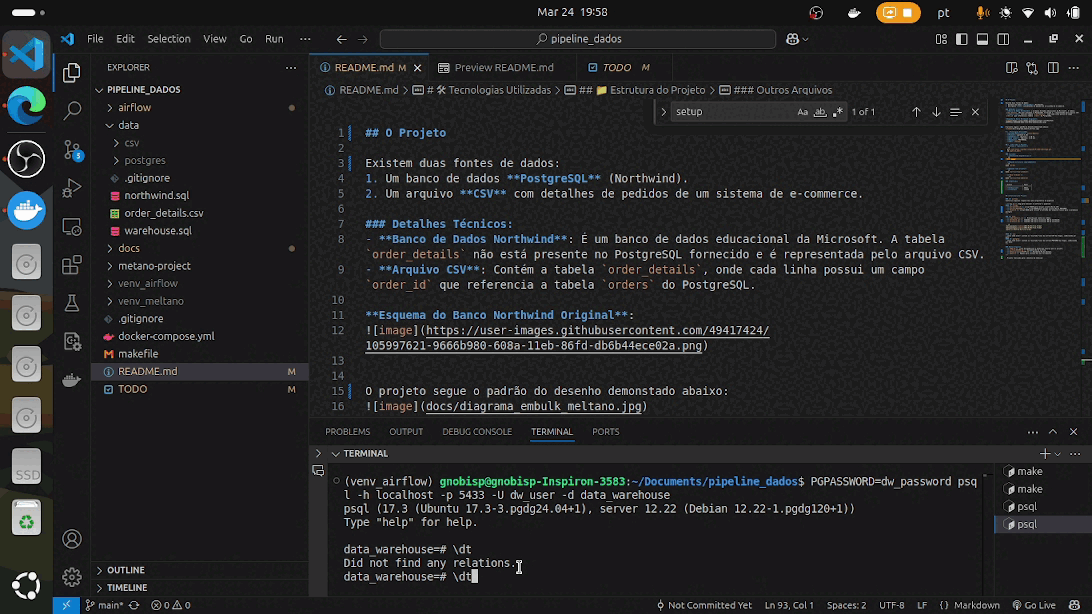 Mar 24 19:58
pt
File Edit Selection View Go Run ···
pipeline_dados
EXPLORER
PIPELINE_DADOS
airflow
data
csv
postgres
.gitignore
northwind.sql
order_details.csv
warehouse.sql
docs
metano-project
venv_airflow
venv_meltano
.gitignore
docker-compose.yml
makefile
README.md M
TODO M
OUTLINE
TIMELINE
SSD
5
README.md M
Preview README.md
TODO M
README.md > # 🛠 Tecnologias Utilizadas > ## 📁 Estrutura do Projeto > ### Outros Arquivos
setup Aa ab .* 1 of 1
1 ## O Projeto
2
3 Existem duas fontes de dados:
4 1. Um banco de dados **PostgreSQL** (Northwind).
5 2. Um arquivo **CSV** com detalhes de pedidos de um sistema de e-commerce.
6
7 ### Detalhes Técnicos:
8 - **Banco de Dados Northwind**: É um banco de dados educacional da Microsoft. A tabela
`order_details` não está presente no PostgreSQL fornecido e é representada pelo arquivo CSV.
9 - **Arquivo CSV**: Contém a tabela `order_details`, onde cada linha possui um campo
`order_id` que referencia a tabela `orders` do PostgreSQL.
10
11 **Esquema do Banco Northwind Original**:
12 ![image](https://user-images.githubusercontent.com/49417424/
105997621-9666b980-608a-11eb-86fd-db6b44ece02a.png)
13
14
15 O projeto segue o padrão do desenho demonstado abaixo:
16 ![image](docs/diagrama_embulk_meltano.jpg)
PROBLEMS OUTPUT DEBUG CONSOLE TERMINAL PORTS
TERMINAL
(venv_airflow) gnobisp@gnobisp-Inspiron-3583:~/Documents/pipeline_dados$ PGPASSWORD=dw_password psq
l -h localhost -p 5433 -U dw_user -d data_warehouse
psql (17.3 (Ubuntu 17.3-3.pgdg24.04+1), server 12.22 (Debian 12.22-1.pgdg120+1))
Type "help" for help.
data_warehouse=# \dt
Did not find any relations.
data_warehouse=# \dt
make
make
psql
psql
main* 0 0 Not Committed Yet Ln 93, Col 1 Spaces: 2 UTF-8 LF {} Markdown Go Live